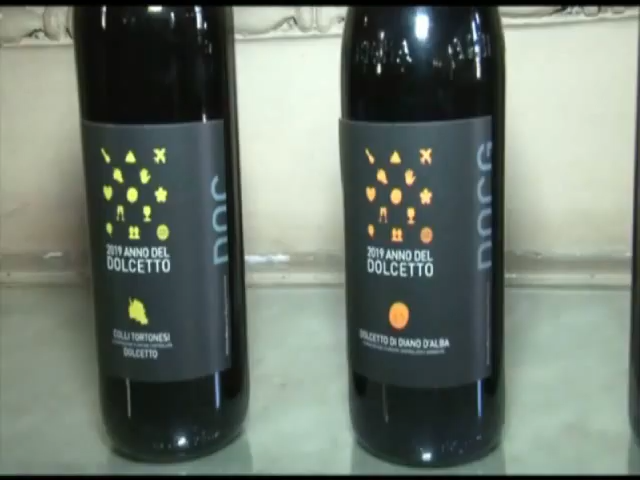 DOC
2019 ANNO DEL
DOLCETTO
COLLI TORTONESI
DOLCETTO
DOCG
2019 ANNO DEL
DOLCETTO
DOLCETTO DI DIANO D'ALBA